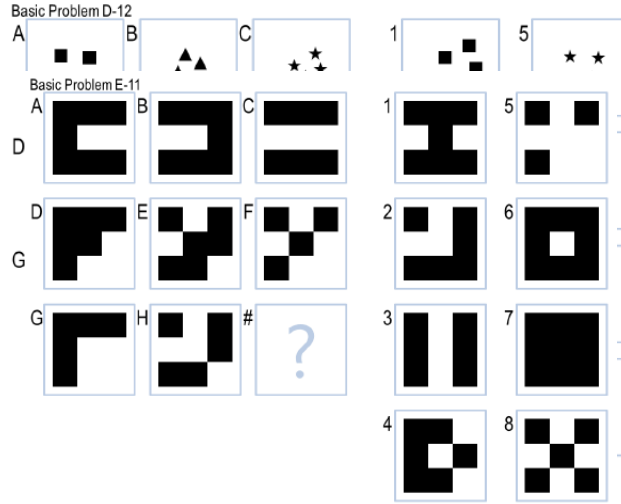 Basic Problem D-12
A B C 1 5
Basic Problem E-11
A B C 1 5
D
D E F 2 6
G
G H # ? 3 7
4 8